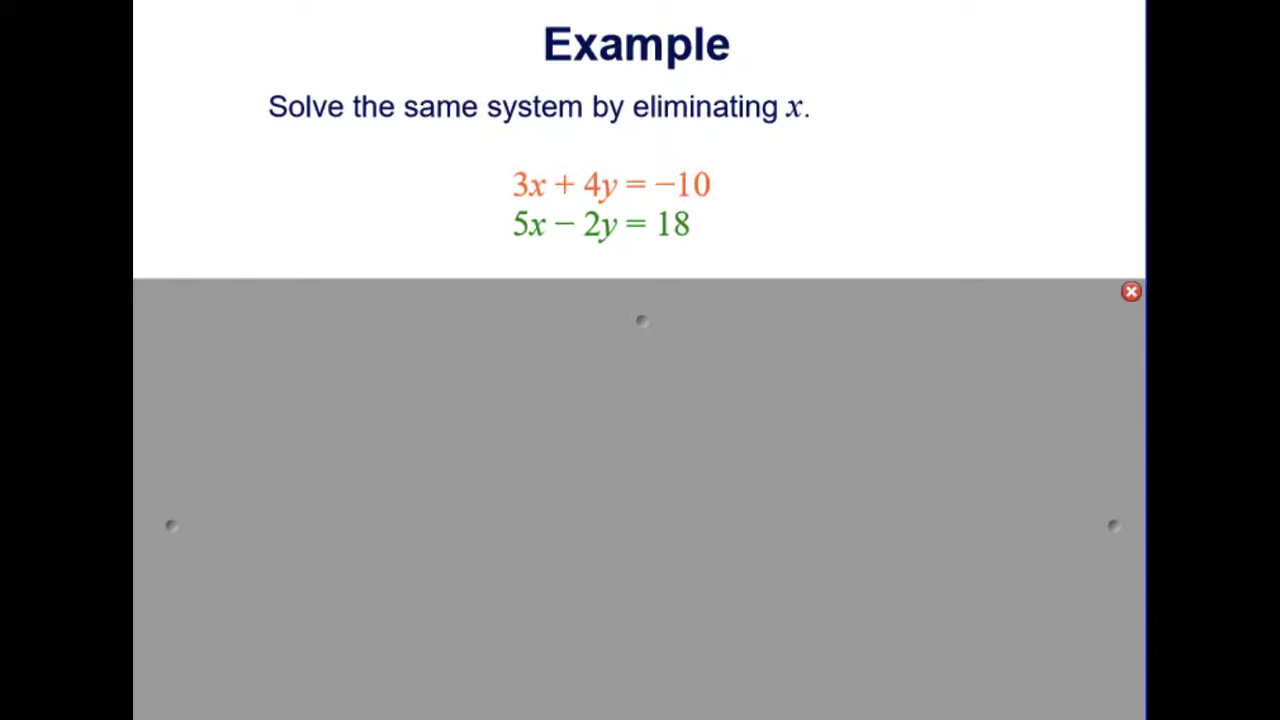 Example
Solve the same system by eliminating x.
3x + 4y = −10
5x − 2y = 18